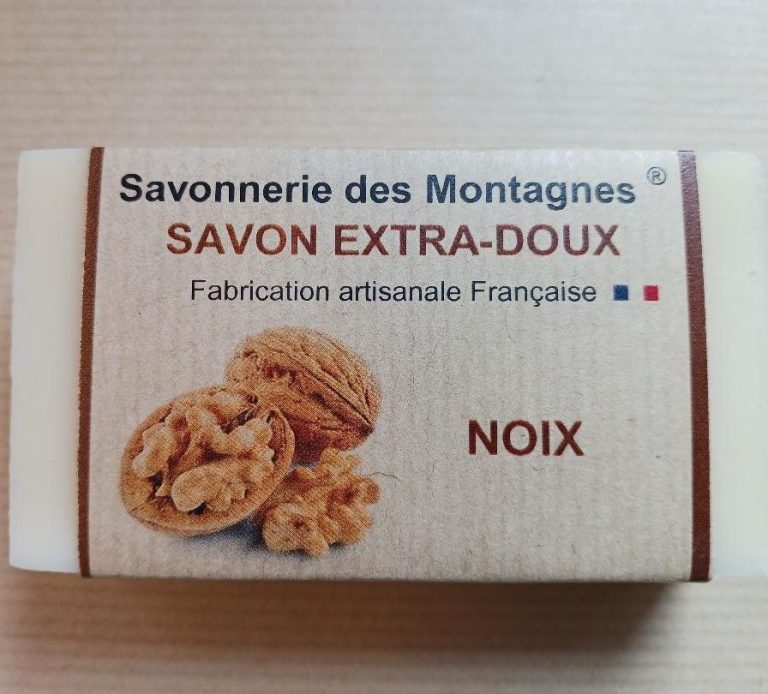 Savonnerie des Montagnes ®
SAVON EXTRA-DOUX
Fabrication artisanale Française
NOIX